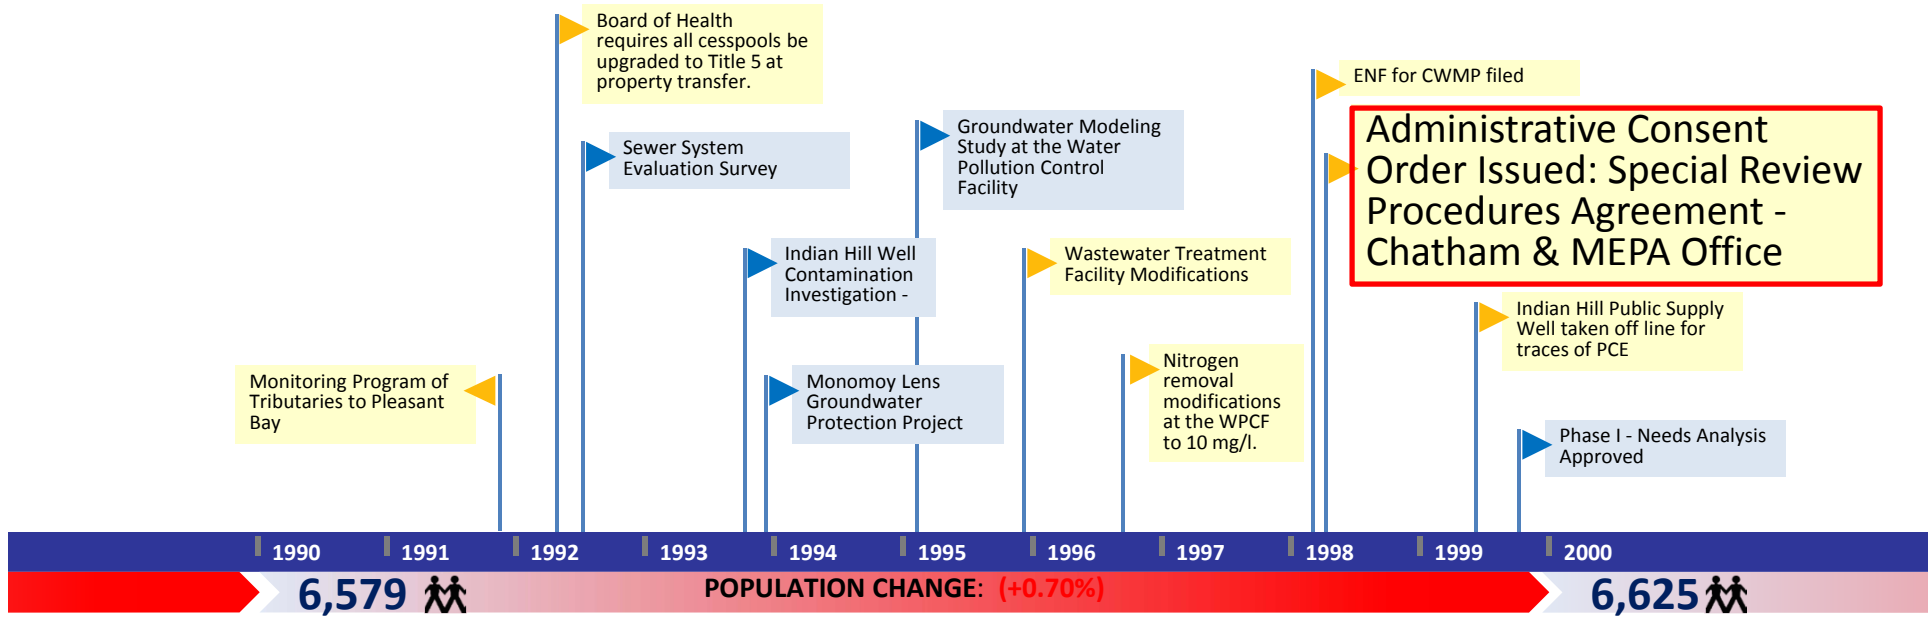 Board of Health
requires all cesspools be
upgraded to Title 5 at
property transfer.
ENF for CWMP filed
Sewer System
Evaluation Survey
Groundwater Modeling
Study at the Water
Pollution Control
Facility
Administrative Consent
Order Issued: Special Review
Procedures Agreement -
Chatham & MEPA Office
Indian Hill Well
Contamination
Investigation -
Wastewater Treatment
Facility Modifications
Indian Hill Public Supply
Well taken off line for
traces of PCE
Monitoring Program of
Tributaries to Pleasant
Bay
Monomoy Lens
Groundwater
Protection Project
Nitrogen
removal
modifications
at the WPCF
to 10 mg/l.
Phase I - Needs Analysis
Approved
1990 1991 1992 1993 1994 1995 1996 1997 1998 1999 2000
6,579 POPULATION CHANGE: (+0.70%) 6,625